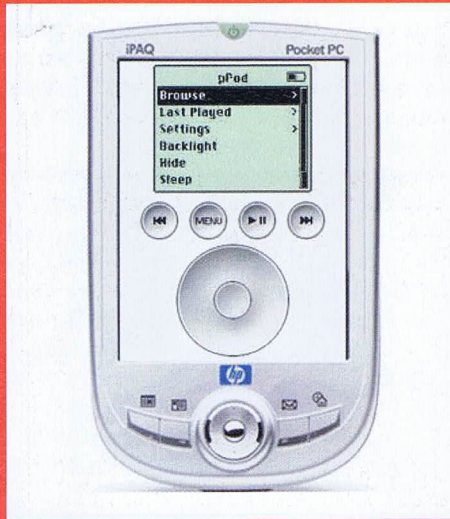 iPAQ Pocket PC
pPod
Browse >
Last Played >
Settings >
Backlight
Hide
Sleep
MENU
hp